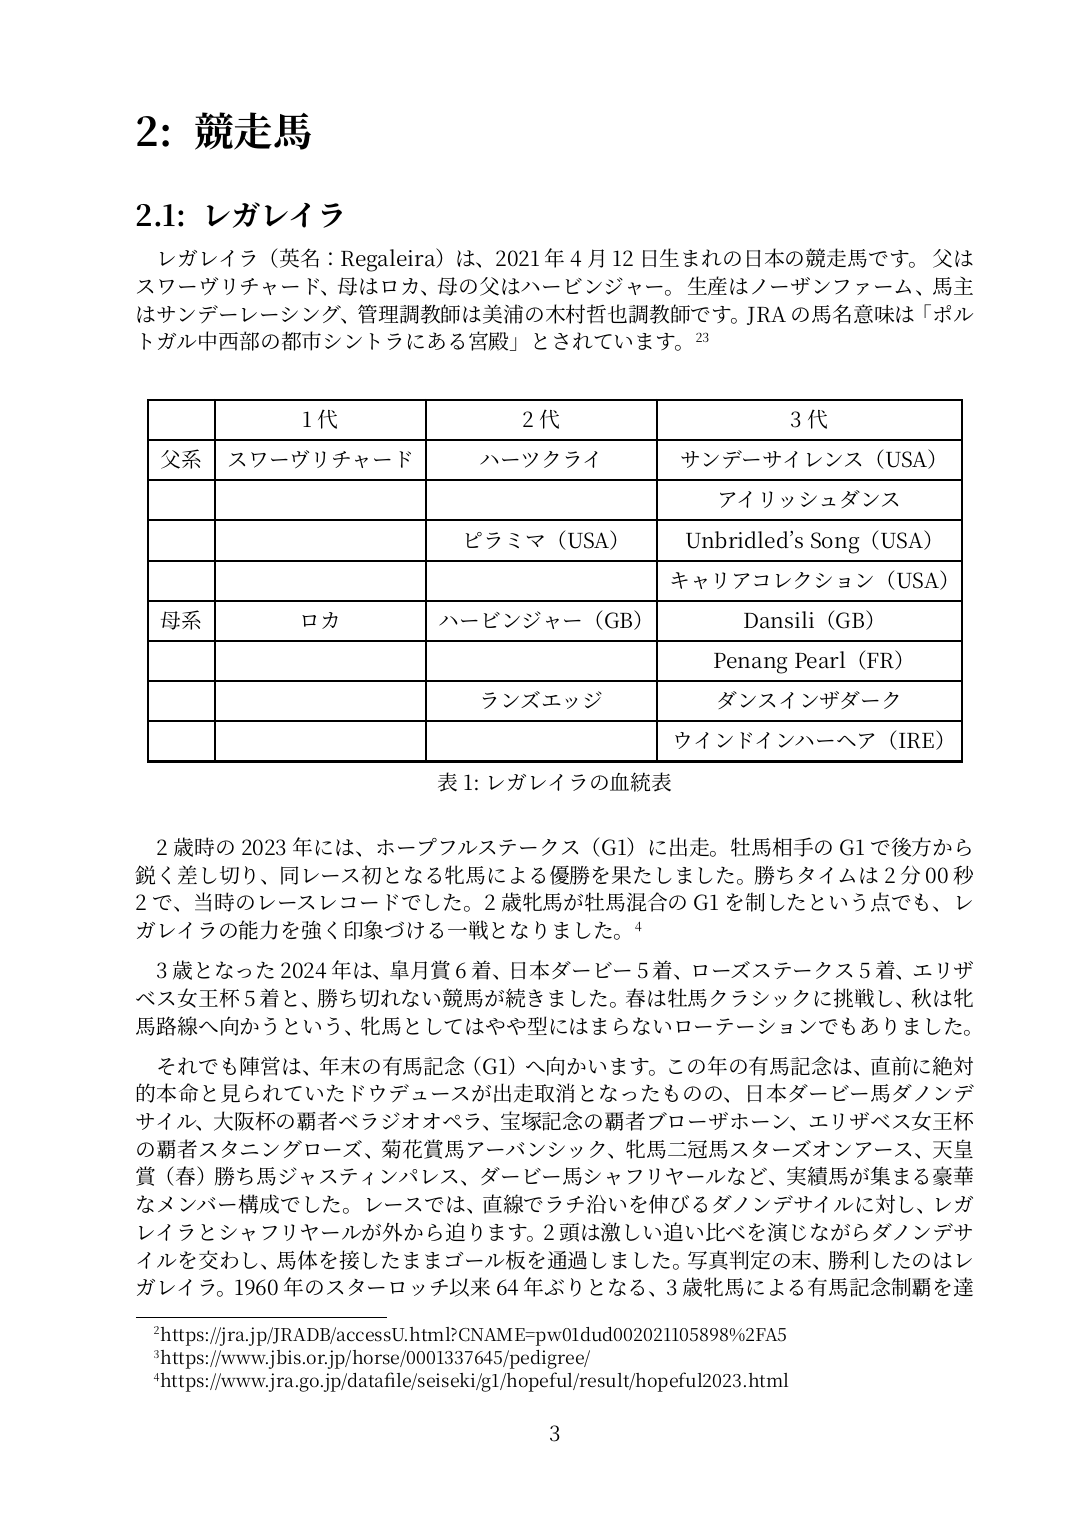 2: 競走馬
2.1: レガレイラ
レガレイラ（英名：Regaleira）は、2021年4月12日生まれの日本の競走馬です。父は
スワーヴリチャード、母はロカ、母の父はハービンジャー。生産はノーザンファーム、馬主
はサンデーレーシング、管理調教師は美浦の木村哲也調教師です。JRAの馬名意味は「ポル
トガル中西部の都市シントラにある宮殿」とされています。23
1代 2代 3代
父系 スワーヴリチャード ハーツクライ サンデーサイレンス（USA）
アイリッシュダンス
ピラミマ（USA） Unbridled's Song（USA）
キャリアコレクション（USA）
母系 ロカ ハービンジャー（GB） Dansili（GB）
Penang Pearl（FR）
ランズエッジ ダンスインザダーク
ウインドインハーヘア（IRE）
表1: レガレイラの血統表
2歳時の2023年には、ホープフルステークス（G1）に出走。牡馬相手のG1で後方から
鋭く差し切り、同レース初となる牝馬による優勝を果たしました。勝ちタイムは2分00秒
2で、当時のレースレコードでした。2歳牝馬が牡馬混合のG1を制したという点でも、レ
ガレイラの能力を強く印象づける一戦となりました。4
3歳となった2024年は、皐月賞6着、日本ダービー5着、ローズステークス5着、エリザ
ベス女王杯5着と、勝ち切れない競馬が続きました。春は牡馬クラシックに挑戦し、秋は牝
馬路線へ向かうという、牝馬としてはやや型にはまらないローテーションでもありました。
それでも陣営は、年末の有馬記念（G1）へ向かいます。この年の有馬記念は、直前に絶対
的本命と見られていたドウデュースが出走取消となったものの、日本ダービー馬ダノンデ
サイル、大阪杯の覇者ベラジオオペラ、宝塚記念の覇者ブローザホーン、エリザベス女王杯
の覇者スタニングローズ、菊花賞馬アーバンシック、牝馬二冠馬スターズオンアース、天皇
賞（春）勝ち馬ジャスティンパレス、ダービー馬シャフリヤールなど、実績馬が集まる豪華
なメンバー構成でした。レースでは、直線でラチ沿いを伸びるダノンデサイルに対し、レガ
レイラとシャフリヤールが外から迫ります。2頭は激しい追い比べを演じながらダノンデサ
イルを交わし、馬体を接したままゴール板を通過しました。写真判定の末、勝利したのはレ
ガレイラ。1960年のスターロッチ以来64年ぶりとなる、3歳牝馬による有馬記念制覇を達
2https://jra.jp/JRADB/accessU.html?CNAME=pw01dud002021105898%2FA5
3https://www.jbis.or.jp/horse/0001337645/pedigree/
4https://www.jra.go.jp/datafile/seiseki/g1/hopeful/result/hopeful2023.html
3